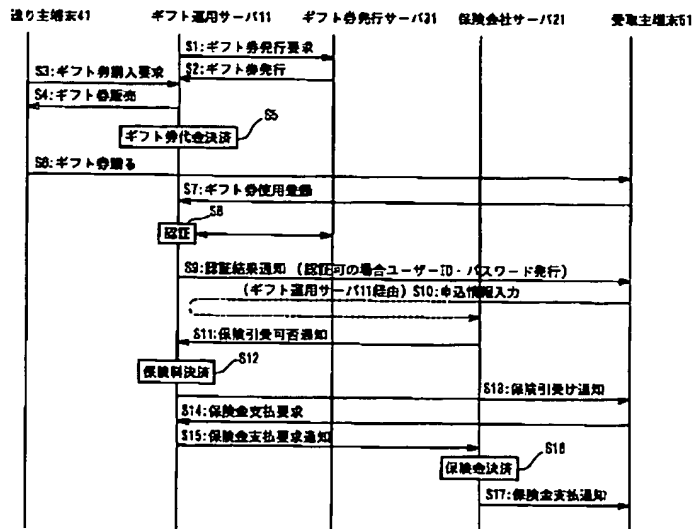 送り主端末41
ギフト運用サーバ11
ギフト券発行サーバ31
保険会社サーバ21
受取主端末51
S1:ギフト券発行要求
S2:ギフト券発行
S3:ギフト券購入要求
S4:ギフト券販売
S5
ギフト券代金決済
S6:ギフト券贈る
S7:ギフト券使用登録
S8
認証
S9:認証結果通知(認証可の場合ユーザーID・パスワード発行)
(ギフト運用サーバ11経由)S10:申込情報入力
S11:保険引受可否通知
S12
保険料決済
S13:保険引受け通知
S14:保険金支払要求
S15:保険金支払要求通知
S16
保険金決済
S17:保険金支払通知